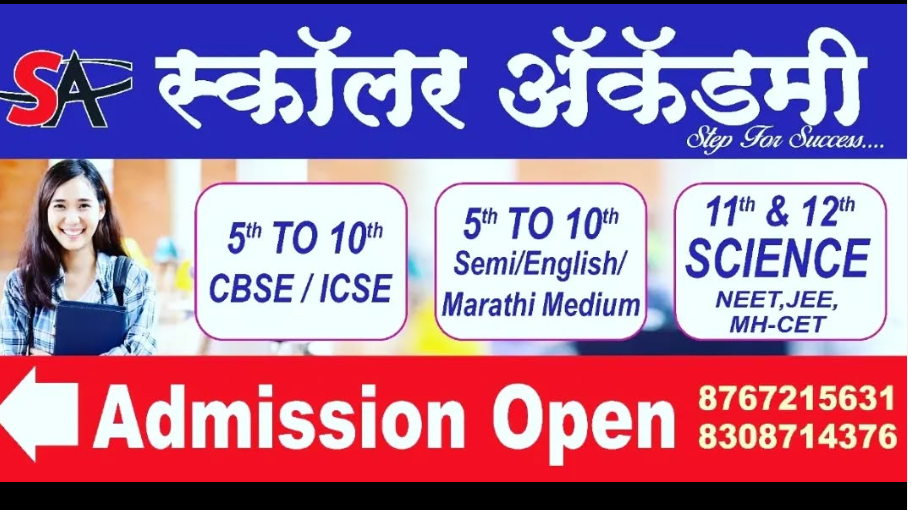 SA स्कॉलर ॲकॅडमी
Step For Success....
5th TO 10th
CBSE / ICSE
5th TO 10th
Semi/English/
Marathi Medium
11th & 12th
SCIENCE
NEET,JEE,
MH-CET
Admission Open
8767215631
8308714376